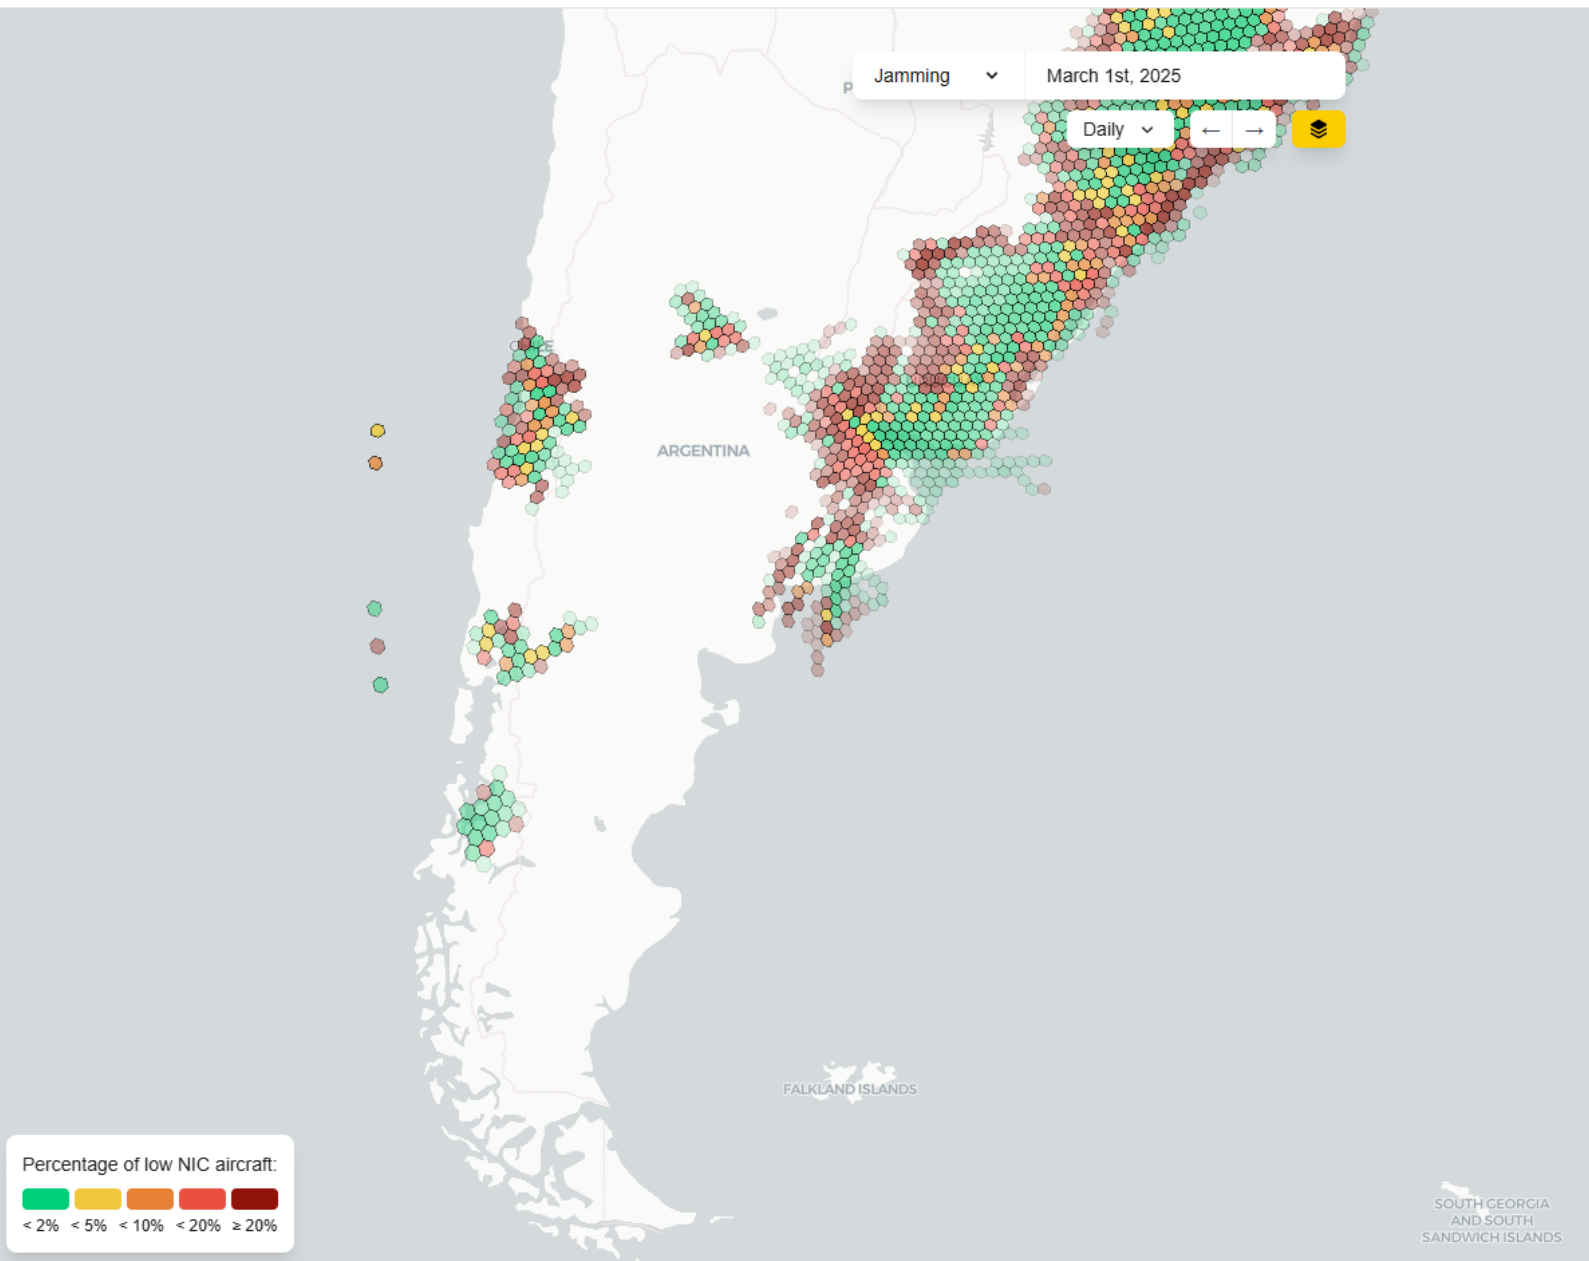 Jamming
March 1st, 2025
P
Daily
← →
ARGENTINA
FALKLAND ISLANDS
Percentage of low NIC aircraft:
< 2% < 5% < 10% < 20% ≥ 20%
SOUTH GEORGIA
AND SOUTH
SANDWICH ISLANDS